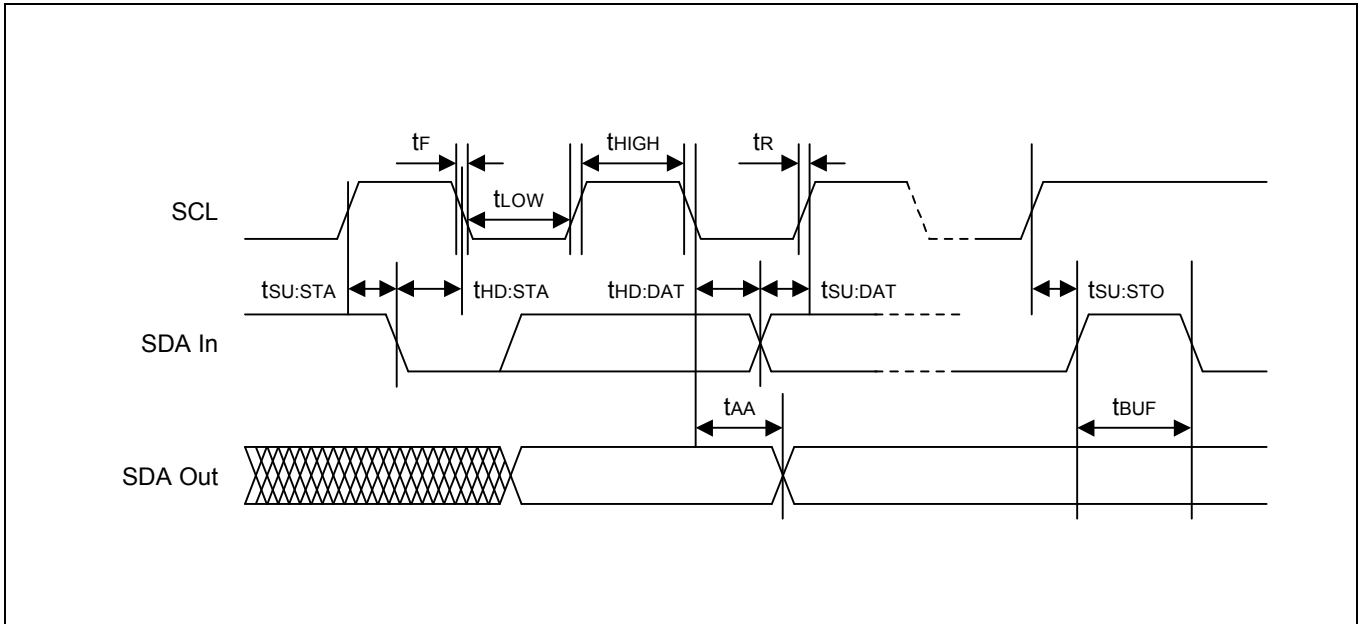 tF
tHIGH
tR
SCL
tLOW
tSU:STA
tHD:STA
tHD:DAT
tSU:DAT
tSU:STO
SDA In
tAA
tBUF
SDA Out